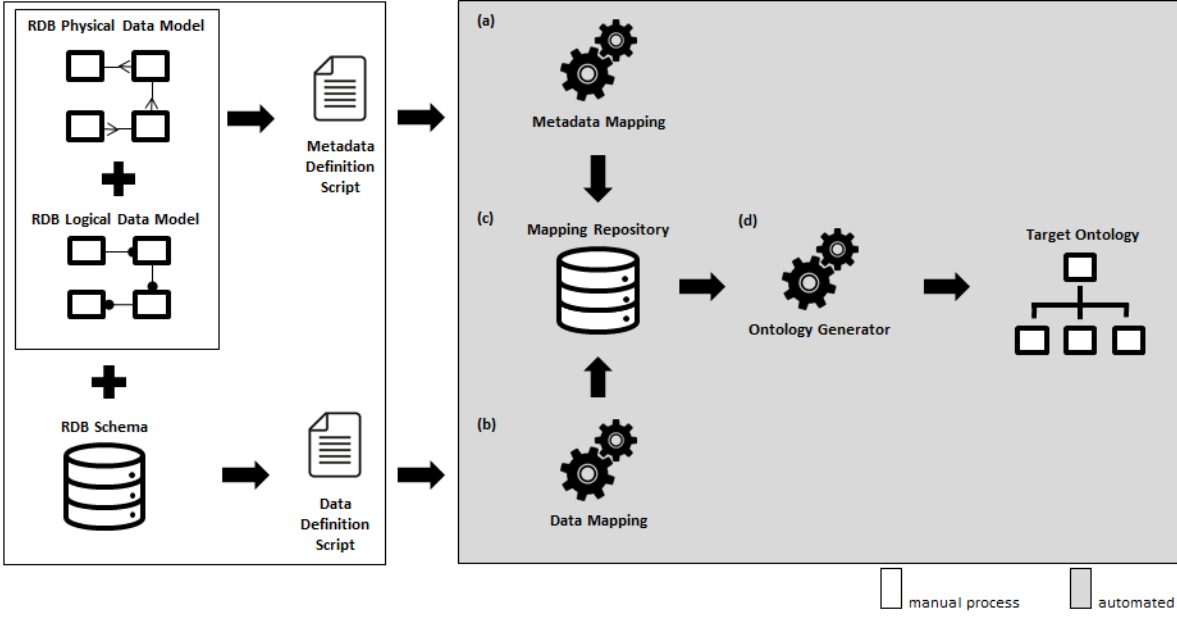 RDB Physical Data Model
Metadata
Definition
Script
RDB Logical Data Model
RDB Schema
Data
Definition
Script
(a)
Metadata Mapping
(c)
Mapping Repository
(d)
Ontology Generator
Target Ontology
(b)
Data Mapping
manual process
automated